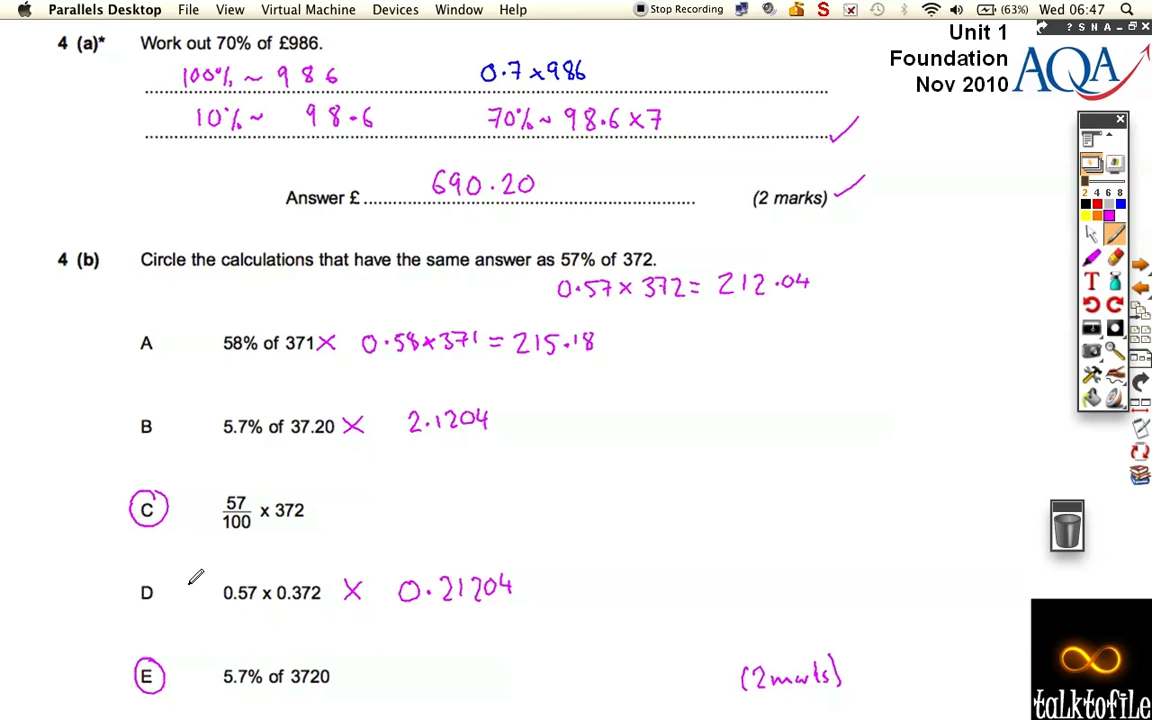 Parallels Desktop File View Virtual Machine Devices Window Help Stop Recording S (63%) Wed 06:47
? S N A
Unit 1
Foundation
Nov 2010
AQA
4 (a)* Work out 70% of £986.
100% ~ 986 0.7 x 986
10% ~ 98.6 70% ~ 98.6 x 7
Answer £ 690.20 (2 marks)
4 (b) Circle the calculations that have the same answer as 57% of 372.
0.57 x 372 = 212.04
A 58% of 371 x 0.58 x 371 = 215.18
B 5.7% of 37.20 x 2.1204
C 57/100 x 372
D 0.57 x 0.372 x 0.21204
E 5.7% of 3720 (2 marks)
2 4 6 8
T
talktofile